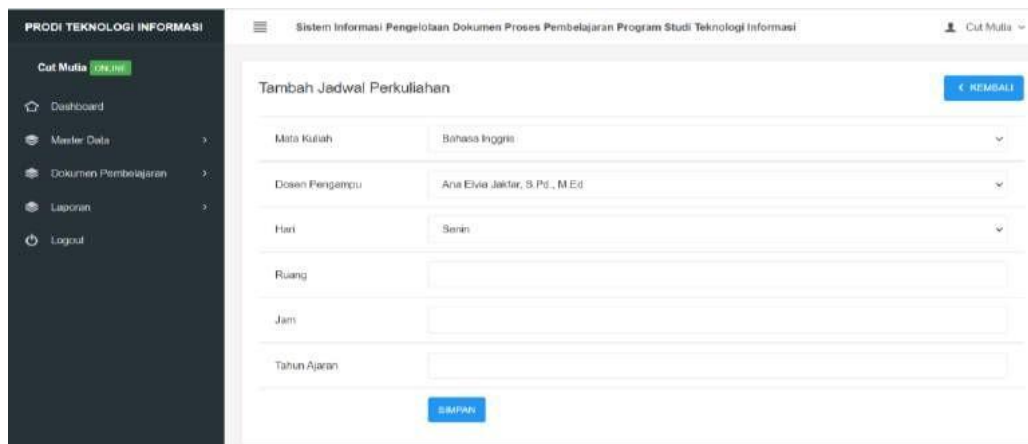 PRODI TEKNOLOGI INFORMASI
Sistem Informasi Pengelolaan Dokumen Proses Pembelajaran Program Studi Teknologi Informasi
Cut Mutia
Cut Mutia ONLINE
Dashboard
Master Data
Dokumen Pembelajaran
Laporan
Logout
Tambah Jadwal Perkuliahan
KEMBALI
Mata Kuliah
Bahasa Inggris
Dosen Pengampu
Ana Elvia Jakfar, S.Pd., M.Ed
Hari
Senin
Ruang
Jam
Tahun Ajaran
SIMPAN